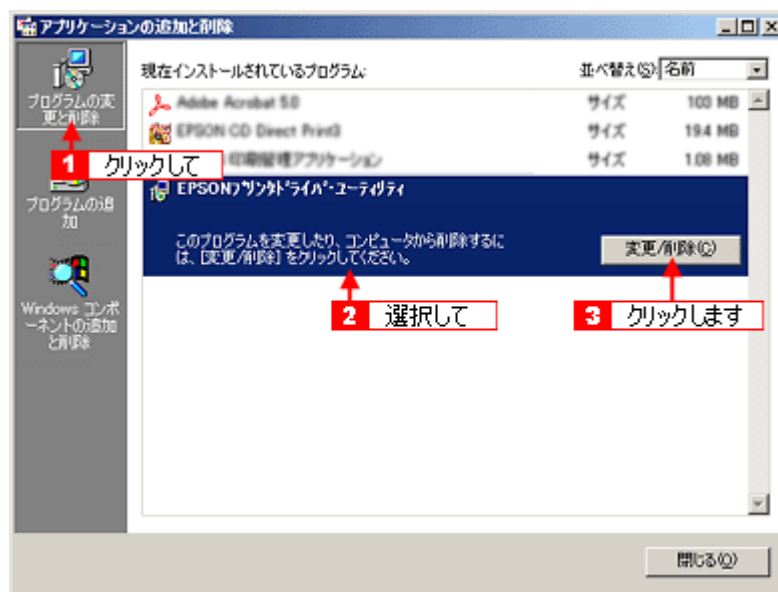 アプリケーションの追加と削除
プログラムの変
更と削除
現在インストールされているプログラム:
並べ替え(S):
名前
Adobe Acrobat 5.0
サイズ
103 MB
EPSON CD Direct Print3
サイズ
19.4 MB
印刷管理アプリケーション
サイズ
1.08 MB
1 クリックして
プログラムの追
加
EPSONプリンタドライバ・ユーティリティ
このプログラムを変更したり、コンピュータから削除するに
は、[変更/削除] をクリックしてください。
変更/削除(C)
2 選択して
3 クリックします
Windows コンポ
ーネントの追加
と削除
閉じる(O)